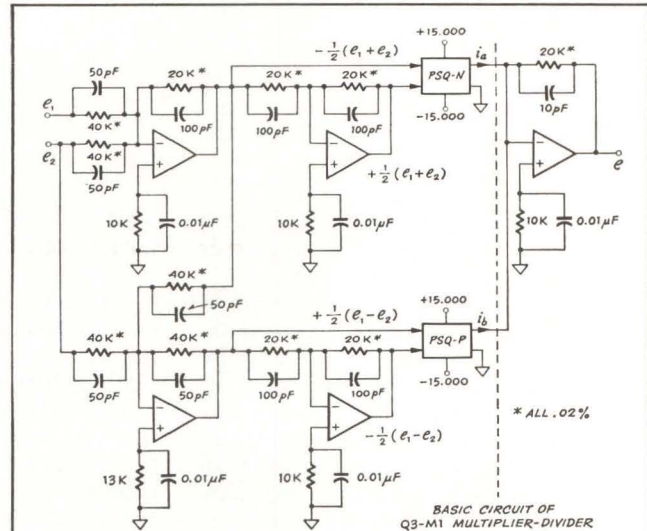 +15.000
50pF
-½(e₁+e₂)
iₐ
20K*
20K*
20K*
PSQ-N
20K*
e₁
40K*
100pF
100pF
100pF
-15.000
10pF
e₂
40K*
50pF
+½(e₁+e₂)
e
10K
0.01µF
10K
0.01µF
10K
0.01µF
40K*
50pF
+15.000
+½(e₁-e₂)
i_b
40K*
40K*
20K*
20K*
PSQ-P
50pF
50pF
100pF
100pF
-15.000
* ALL .02%
-½(e₁-e₂)
13K
0.01µF
10K
0.01µF
BASIC CIRCUIT OF
Q3-M1 MULTIPLIER-DIVIDER